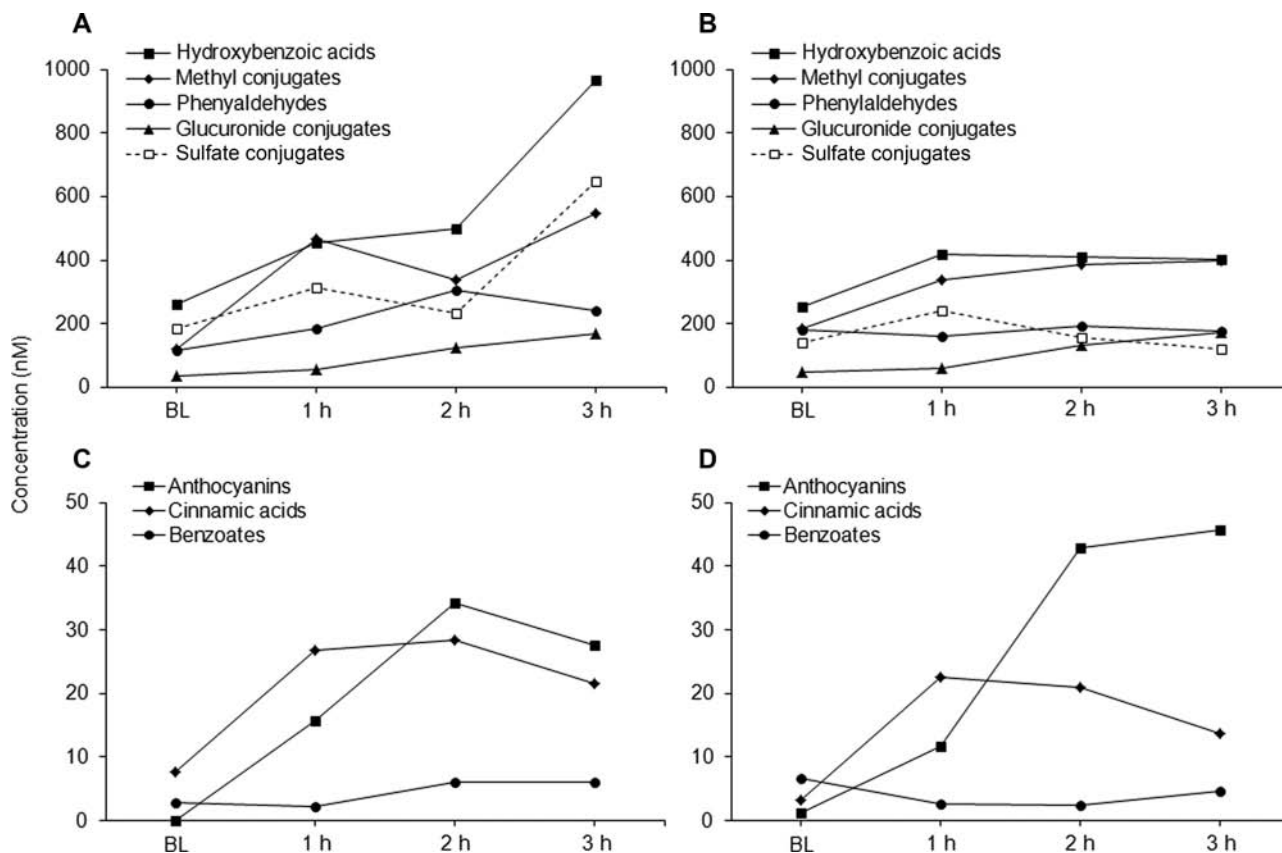 A
Hydroxybenzoic acids
Methyl conjugates
Phenyaldehydes
Glucuronide conjugates
Sulfate conjugates
1000
800
600
400
200
0
BL
1 h
2 h
3 h
B
Hydroxybenzoic acids
Methyl conjugates
Phenylaldehydes
Glucuronide conjugates
Sulfate conjugates
1000
800
600
400
200
0
BL
1 h
2 h
3 h
Concentration (nM)
C
Anthocyanins
Cinnamic acids
Benzoates
50
40
30
20
10
0
BL
1 h
2 h
3 h
D
Anthocyanins
Cinnamic acids
Benzoates
50
40
30
20
10
0
BL
1 h
2 h
3 h